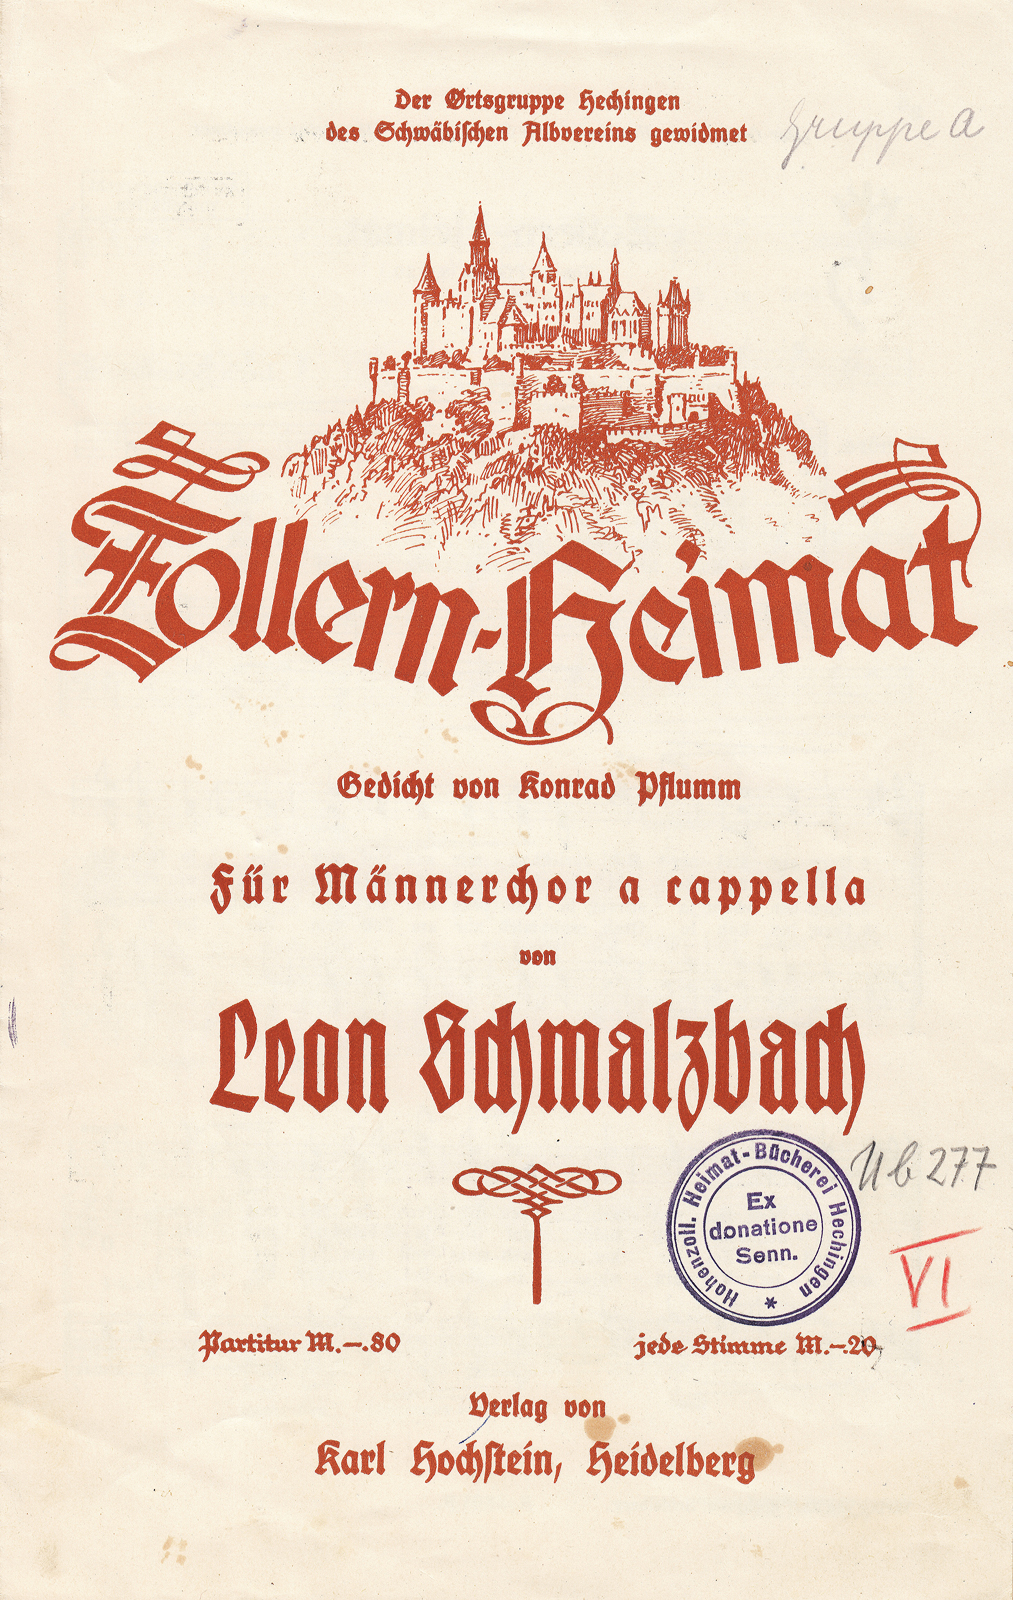 Der Ortsgruppe Hechingen
des Schwäbischen Albvereins gewidmet
Gruppe a
Zollern-Heimat
Gedicht von Konrad Pflumm
Für Männerchor a cappella
von
Leon Schmalzbach
Hohenzoll. Heimat-Bücherei Hechingen *
Ex
donatione
Senn.
Ub 277
VI
Partitur M.-.80
jede Stimme M.-.20
Verlag von
Karl Hochstein, Heidelberg